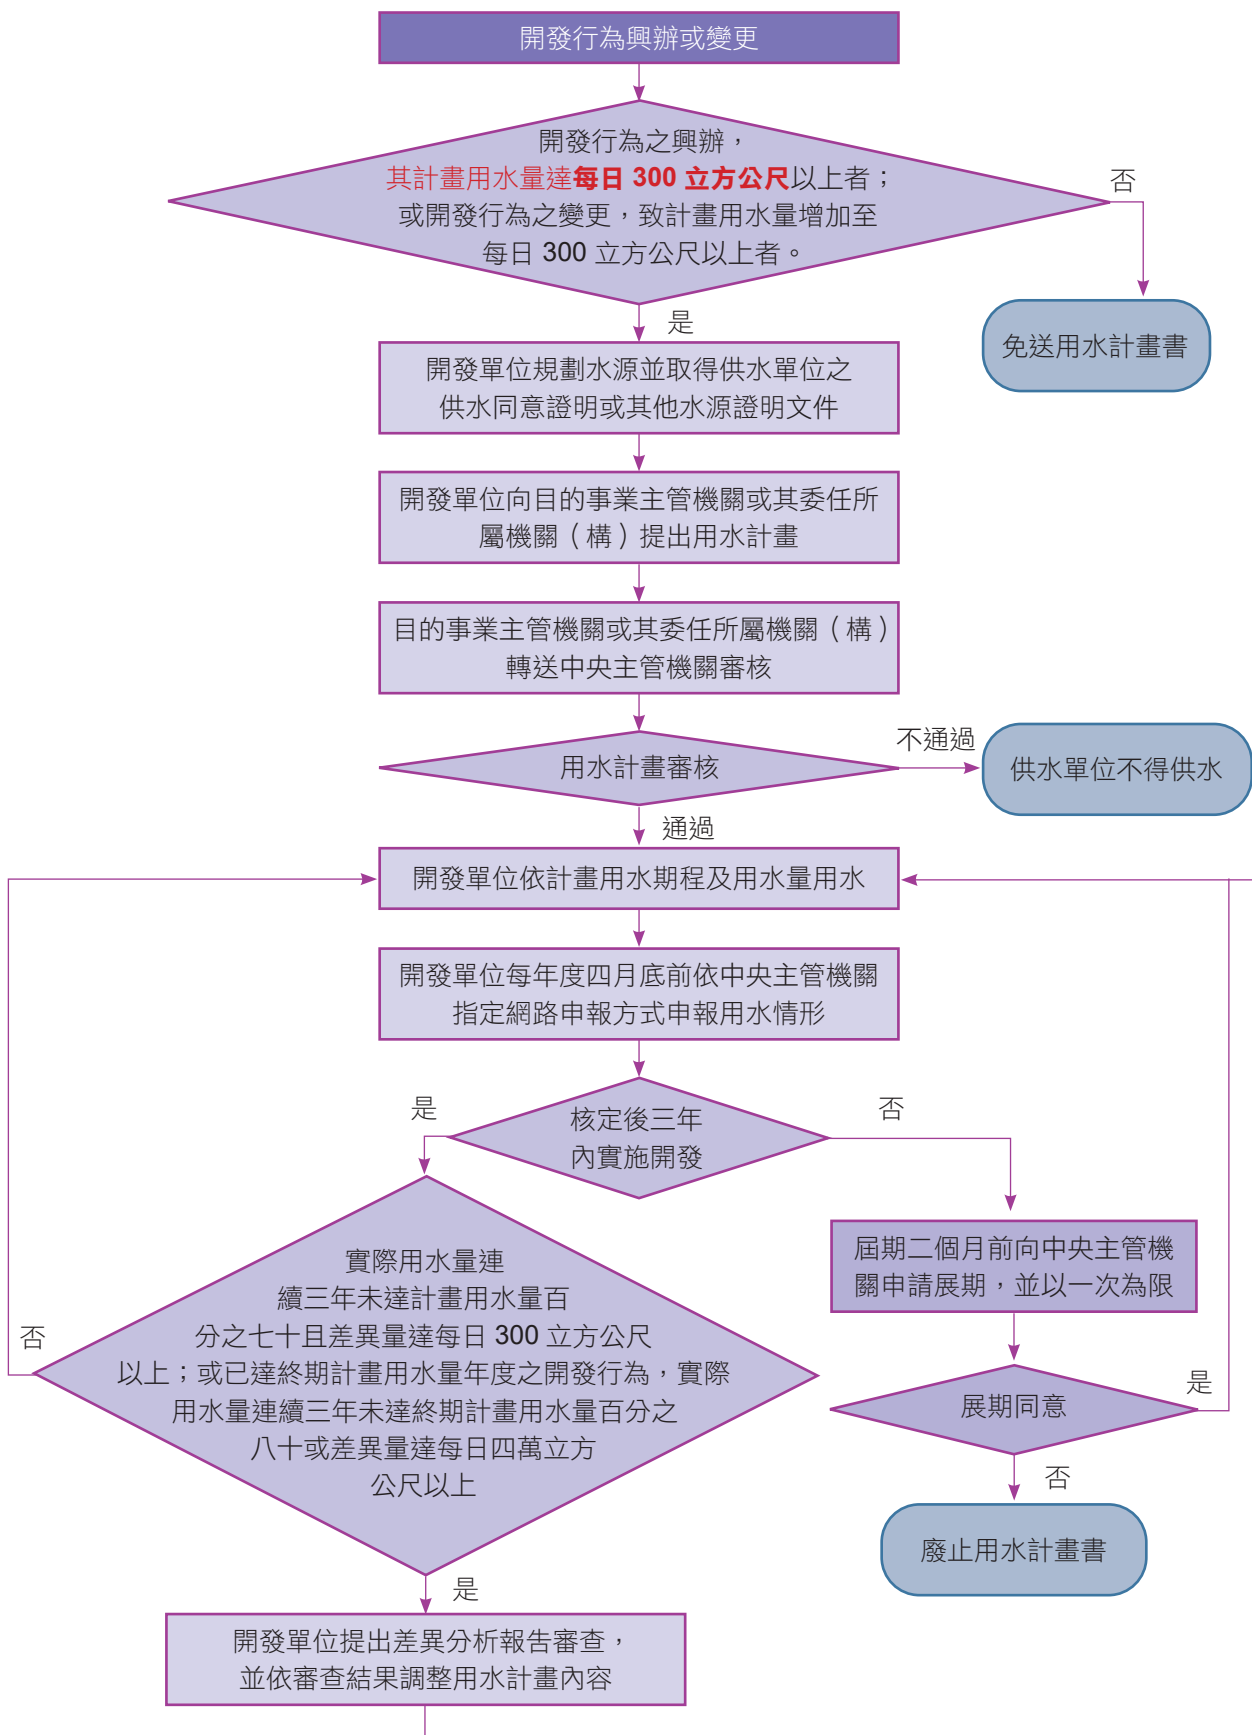 開發行為興辦或變更
開發行為之興辦，
其計畫用水量達每日 300 立方公尺以上者；
或開發行為之變更，致計畫用水量增加至
每日 300 立方公尺以上者。
否
免送用水計畫書
是
開發單位規劃水源並取得供水單位之
供水同意證明或其他水源證明文件
開發單位向目的事業主管機關或其委任所
屬機關（構）提出用水計畫
目的事業主管機關或其委任所屬機關（構）
轉送中央主管機關審核
用水計畫審核
不通過
供水單位不得供水
通過
開發單位依計畫用水期程及用水量用水
開發單位每年度四月底前依中央主管機關
指定網路申報方式申報用水情形
核定後三年
內實施開發
是
否
實際用水量連
續三年未達計畫用水量百
分之七十且差異量達每日 300 立方公尺
以上；或已達終期計畫用水量年度之開發行為，實際
用水量連續三年未達終期計畫用水量百分之
八十或差異量達每日四萬立方
公尺以上
否
屆期二個月前向中央主管機
關申請展期，並以一次為限
展期同意
是
否
廢止用水計畫書
是
開發單位提出差異分析報告審查，
並依審查結果調整用水計畫內容